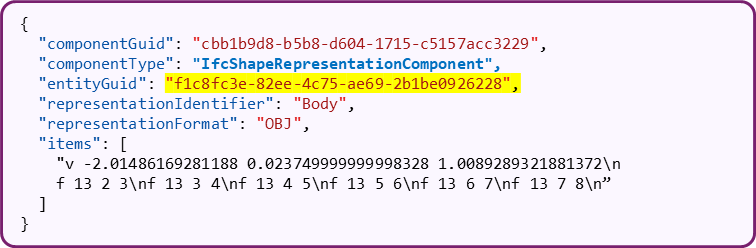 {
"componentGuid": "cbb1b9d8-b5b8-d604-1715-c5157acc3229",
"componentType": "IfcShapeRepresentationComponent",
"entityGuid": "f1c8fc3e-82ee-4c75-ae69-2b1be0926228",
"representationIdentifier": "Body",
"representationFormat": "OBJ",
"items": [
"v -2.01486169281188 0.023749999999998328 1.0089289321881372\n
f 13 2 3\nf 13 3 4\nf 13 4 5\nf 13 5 6\nf 13 6 7\nf 13 7 8\n”
]
}